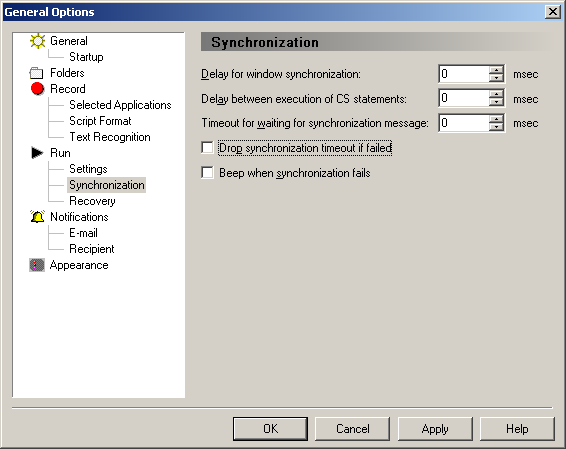 General Options
General
Startup
Folders
Record
Selected Applications
Script Format
Text Recognition
Run
Settings
Synchronization
Recovery
Notifications
E-mail
Recipient
Appearance
Synchronization
Delay for window synchronization: 0 msec
Delay between execution of CS statements: 0 msec
Timeout for waiting for synchronization message: 0 msec
Drop synchronization timeout if failed
Beep when synchronization fails
OK Cancel Apply Help